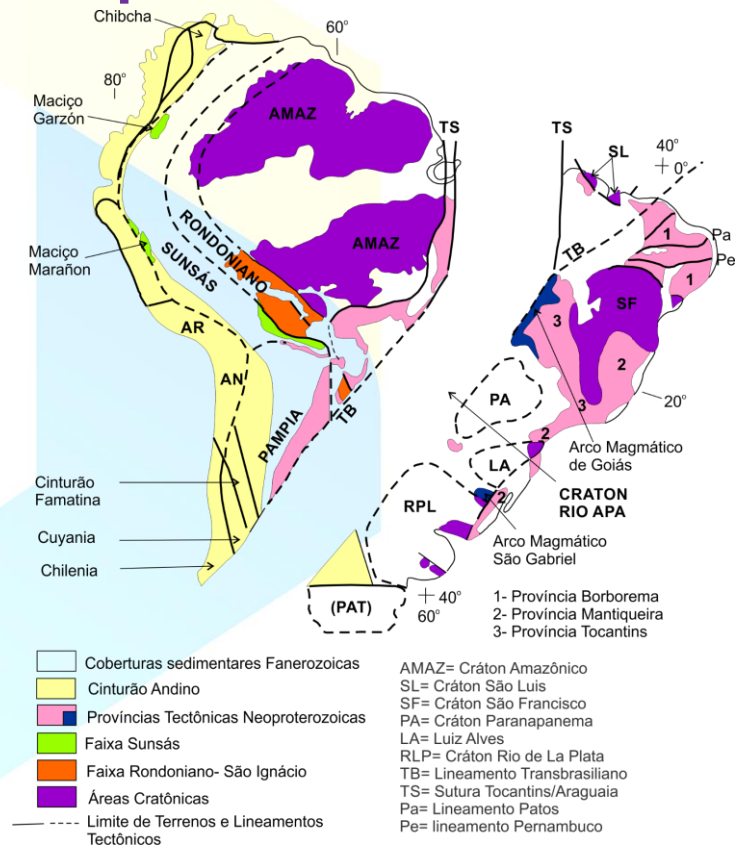 Chibcha
60°
80°
Maciço
Garzón
AMAZ
TS
TS
SL
40°
0°
RONDONIANO
SUNSÁS
AMAZ
TB
1
Pa
Pe
1
Maciço
Marañon
SF
3
AR
2
AN
PA
3
20°
TB
PAMPIA
2
Arco Magmático
de Goiás
LA
Cinturão
Famatina
CRATON
RIO APA
2
RPL
Cuyania
Arco Magmático
São Gabriel
Chilenia
40°
60°
(PAT)
1- Província Borborema
2- Província Mantiqueira
3- Província Tocantins
Coberturas sedimentares Fanerozoicas
Cinturão Andino
Províncias Tectônicas Neoproterozoicas
Faixa Sunsás
Faixa Rondoniano- São Ignácio
Áreas Cratônicas
Limite de Terrenos e Lineamentos
Tectônicos
AMAZ= Cráton Amazônico
SL= Cráton São Luis
SF= Cráton São Francisco
PA= Cráton Paranapanema
LA= Luiz Alves
RLP= Cráton Rio de La Plata
TB= Lineamento Transbrasiliano
TS= Sutura Tocantins/Araguaia
Pa= Lineamento Patos
Pe= lineamento Pernambuco